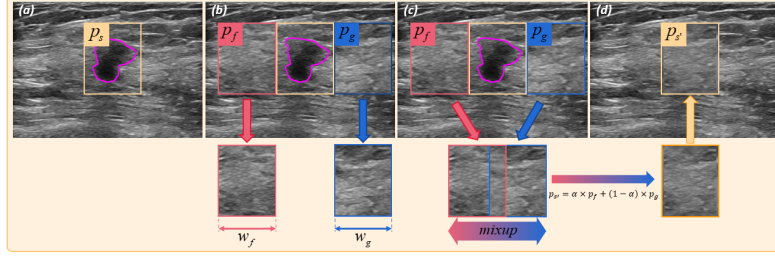 (a) (b) (c) (d)
p_s p_f p_g p_f p_g p_s'
p_s' = α × p_f + (1 − α) × p_g
w_f w_g mixup